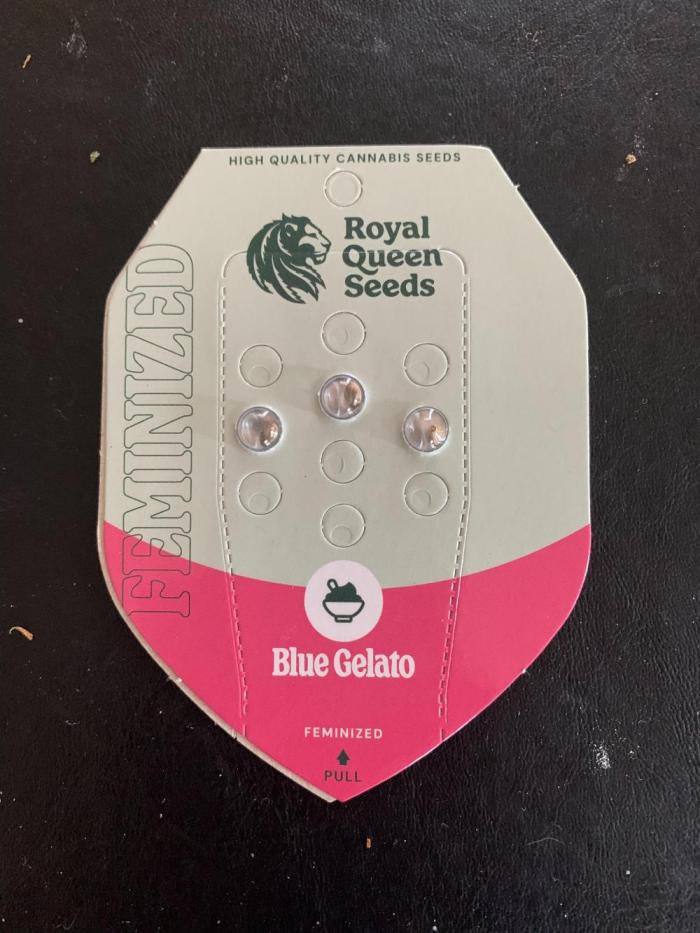 HIGH QUALITY CANNABIS SEEDS
Royal
Queen
Seeds
FEMINIZED
Blue Gelato
FEMINIZED
PULL